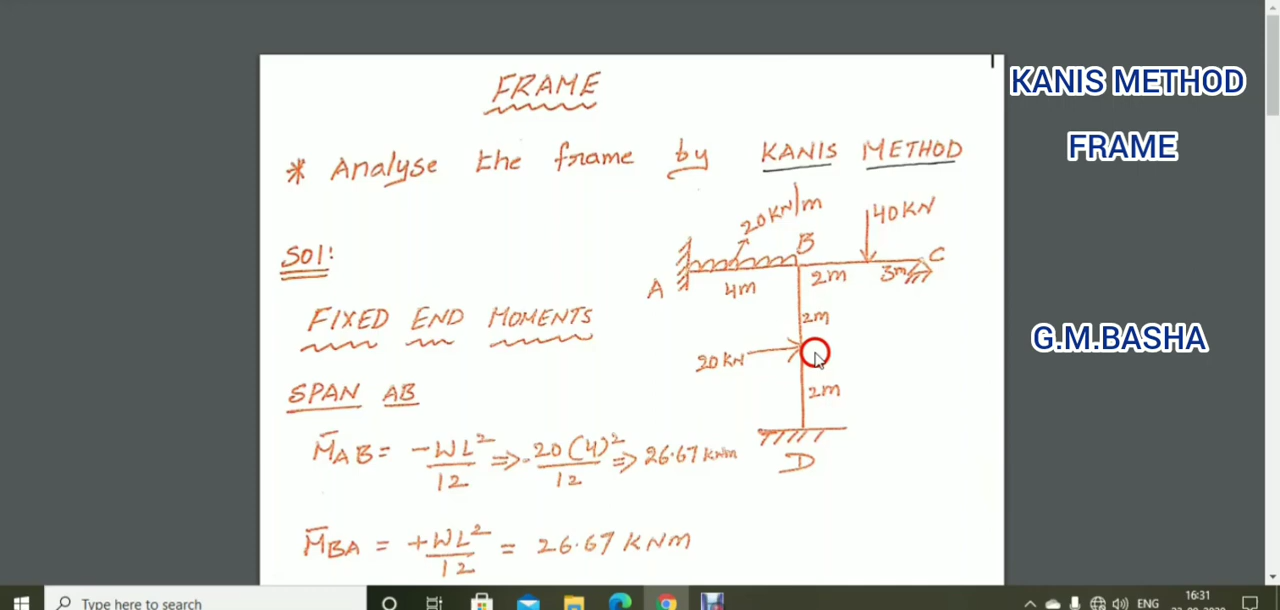 FRAME
KANIS METHOD
FRAME
* Analyse the frame by KANIS METHOD
20 KN/m
40 KN
B
C
A
4m
2m
3m
Sol:
2m
FIXED END MOMENTS
G.M.BASHA
20 KN
2m
SPAN AB
D
M̄AB = -WL²/12 => -20(4)²/12 => 26.67 KNm
M̄BA = +WL²/12 = 26.67 KNm
Type here to search
16:31
ENG